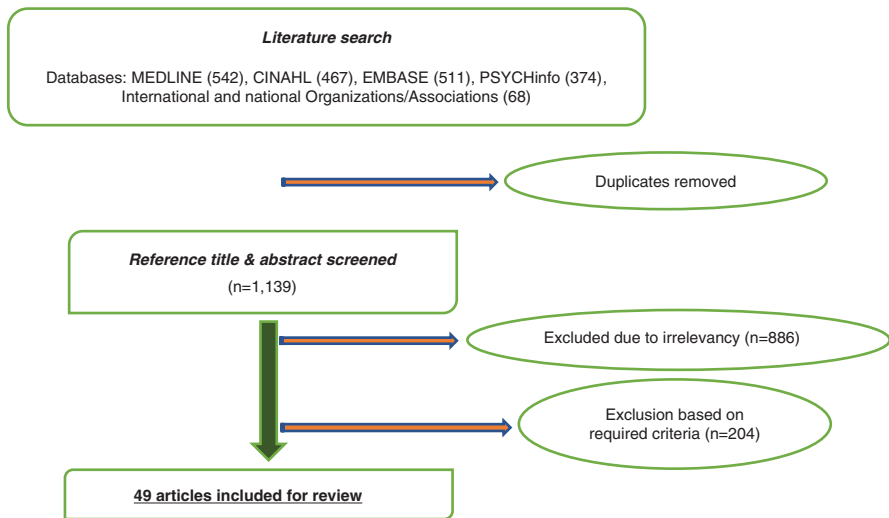 Literature search
Databases: MEDLINE (542), CINAHL (467), EMBASE (511), PSYCHinfo (374),
International and national Organizations/Associations (68)
Duplicates removed
Reference title & abstract screened
(n=1,139)
Excluded due to irrelevancy (n=886)
Exclusion based on
required criteria (n=204)
49 articles included for review